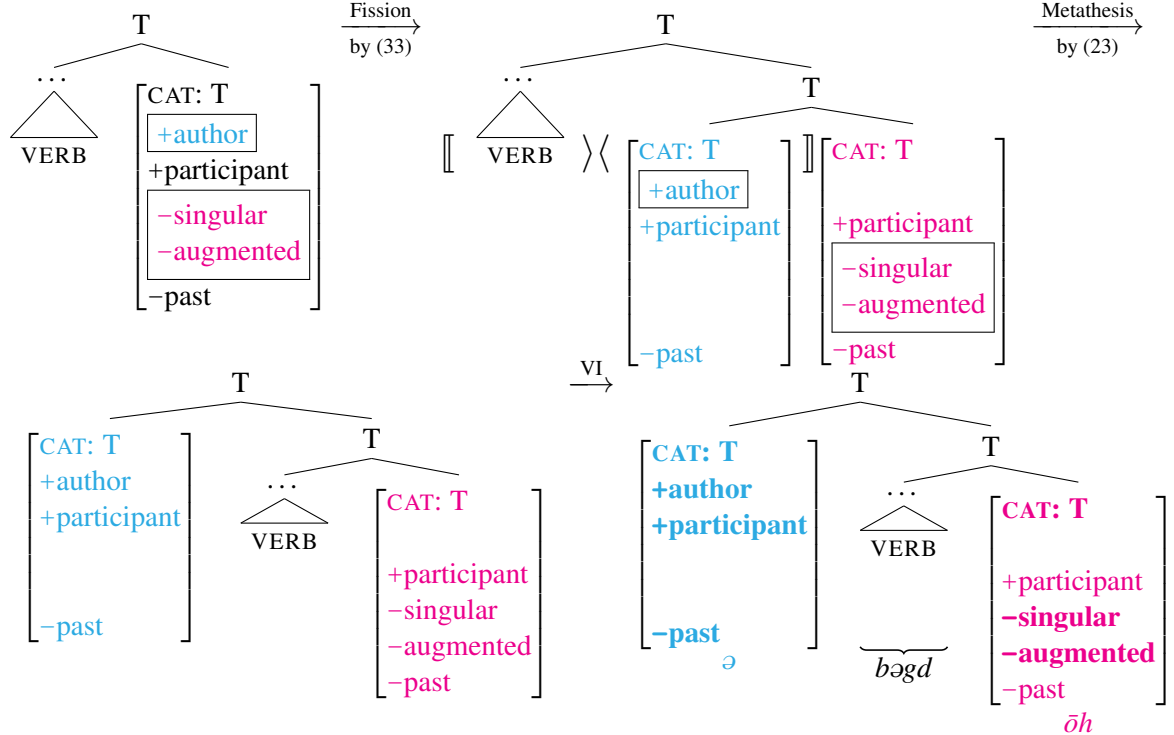 T
Fission
by (33)
T
Metathesis
by (23)
…
VERB
CAT: T
+author
+participant
−singular
−augmented
−past
⟦
…
VERB
⟩⟨
T
CAT: T
+author
+participant
−past
⟧
CAT: T
+participant
−singular
−augmented
−past
T
CAT: T
+author
+participant
−past
T
…
VERB
CAT: T
+participant
−singular
−augmented
−past
VI
T
CAT: T
+author
+participant
−past
ə
T
…
VERB
bəgd
CAT: T
+participant
−singular
−augmented
−past
ōh